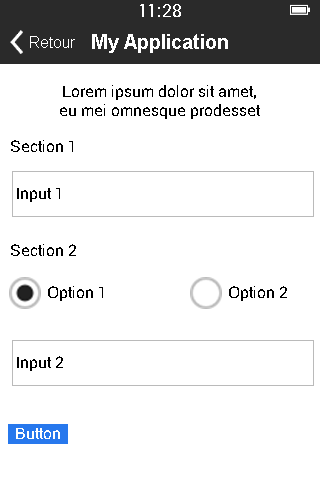 11:28
Retour My Application
Lorem ipsum dolor sit amet,
eu mei omnesque prodesset
Section 1
Input 1
Section 2
Option 1 Option 2
Input 2
Button